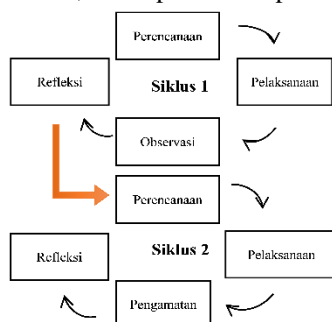 Perencanaan
Refleksi
Siklus 1
Pelaksanaan
Observasi
Perencanaan
Refleksi
Siklus 2
Pelaksanaan
Pengamatan